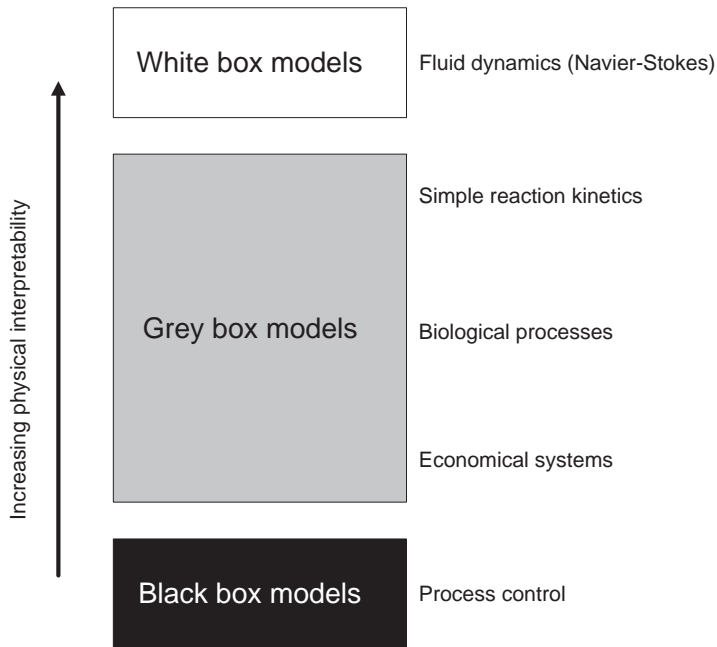 White box models
Fluid dynamics (Navier-Stokes)
Simple reaction kinetics
Increasing physical interpretability
Grey box models
Biological processes
Economical systems
Black box models
Process control